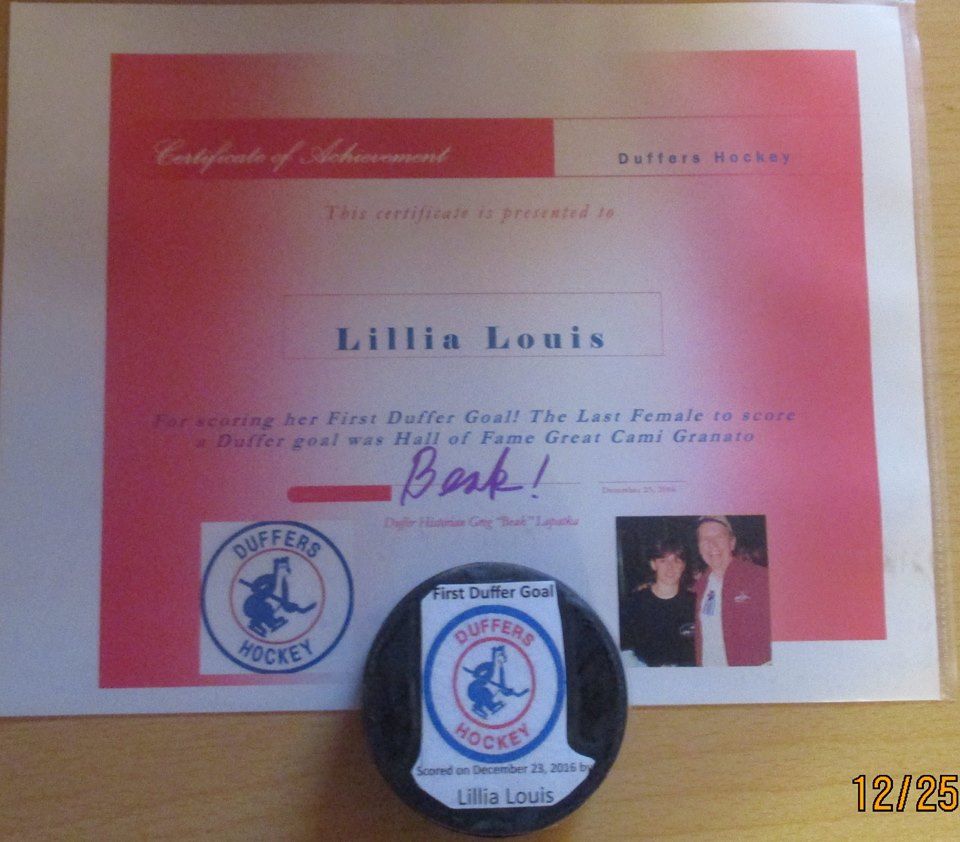 Certificate of Achievement
Duffers Hockey
This certificate is presented to
Lillia Louis
For scoring her First Duffer Goal! The Last Female to score
a Duffer goal was Hall of Fame Great Cami Granato
Beak!
Duffer Historian Greg "Beak" Lapatka
DUFFERS
HOCKEY
First Duffer Goal
DUFFERS
HOCKEY
Scored on December 23, 2016 by
Lillia Louis
12/25